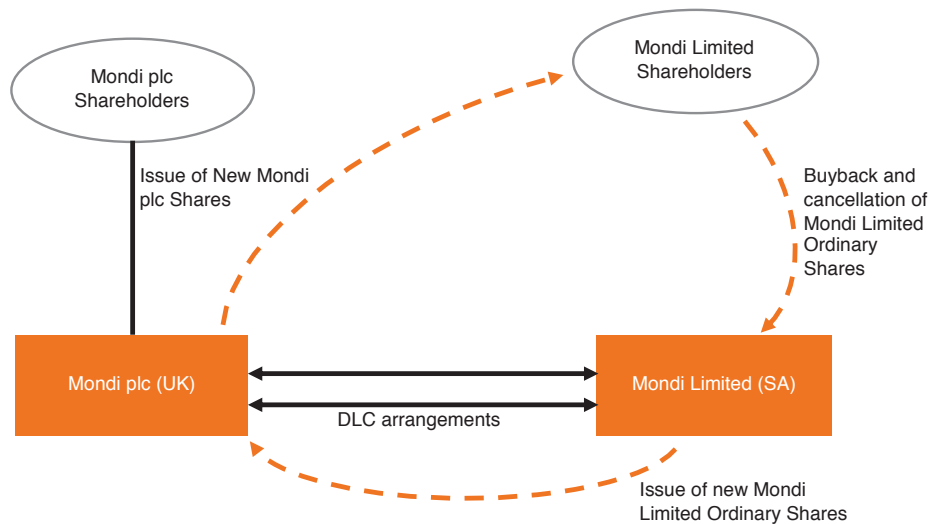 Mondi plc
Shareholders
Mondi Limited
Shareholders
Issue of New Mondi
plc Shares
Buyback and
cancellation of
Mondi Limited
Ordinary
Shares
Mondi plc (UK)
Mondi Limited (SA)
DLC arrangements
Issue of new Mondi
Limited Ordinary Shares